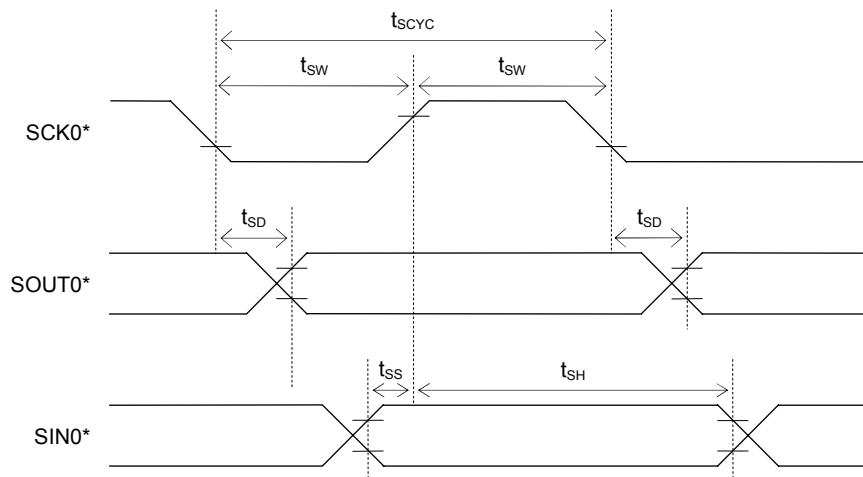 tSCYC
tSW tSW
SCK0*
tSD tSD
SOUT0*
tSS tSH
SIN0*